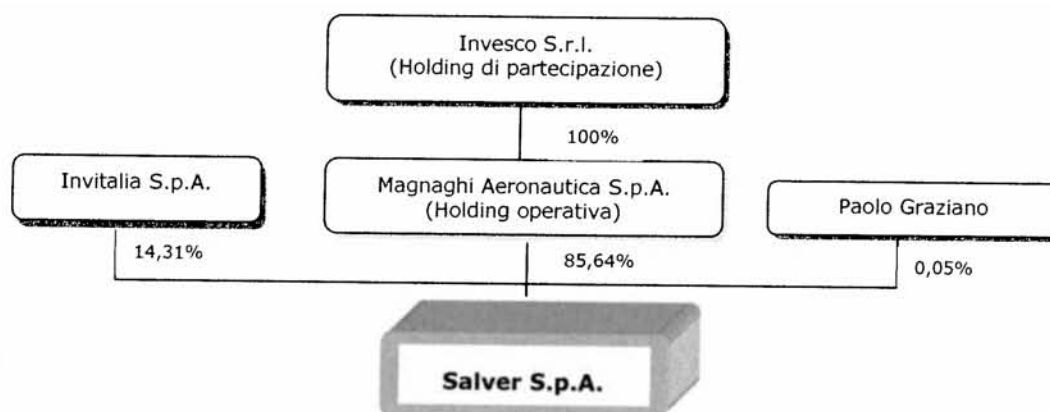 Invesco S.r.l.
(Holding di partecipazione)
100%
Invitalia S.p.A.
Magnaghi Aeronautica S.p.A.
(Holding operativa)
Paolo Graziano
14,31%
85,64%
0,05%
Salver S.p.A.